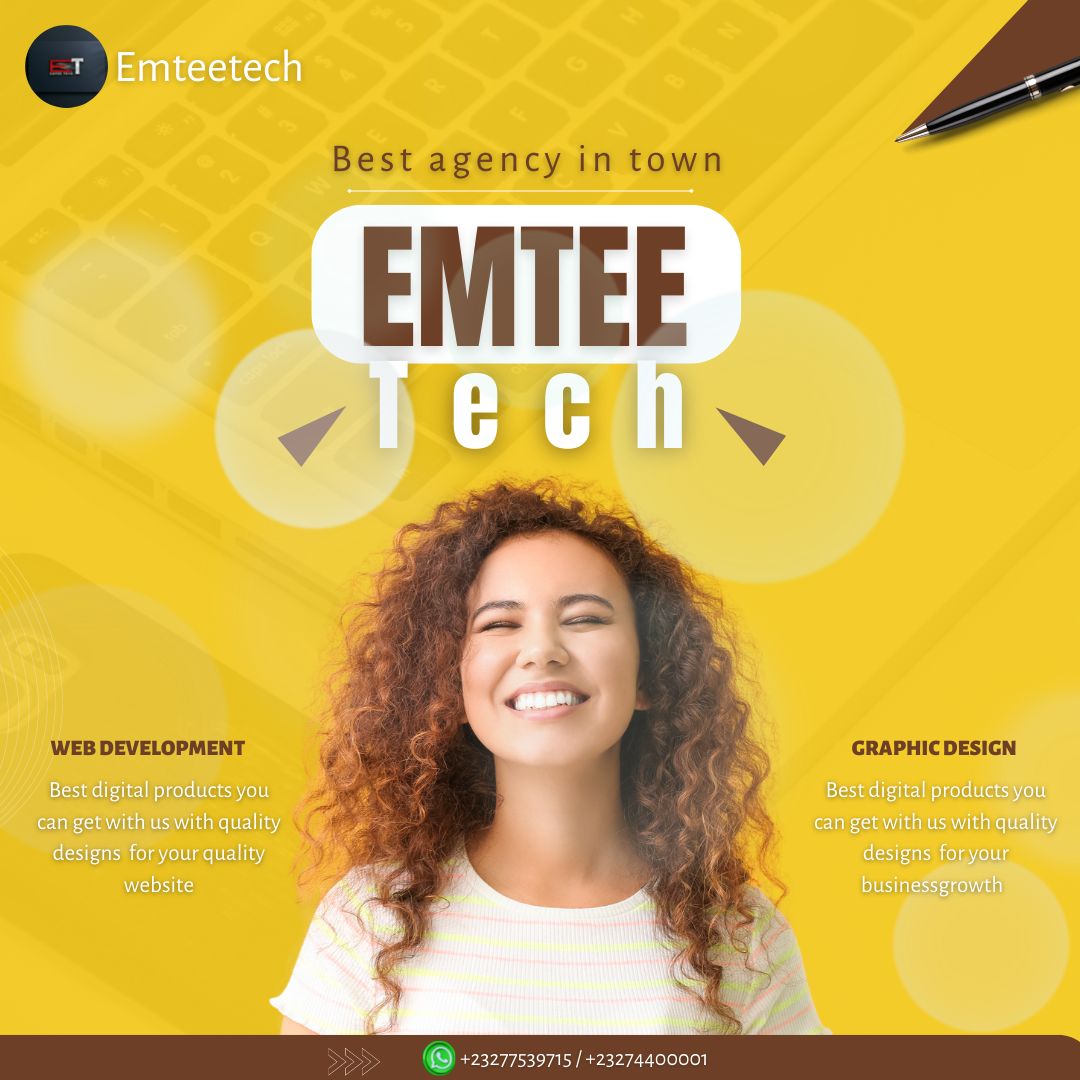 ET
Emteetech
Best agency in town
EMTEE
Tech
WEB DEVELOPMENT
Best digital products you
can get with us with quality
designs for your quality
website
GRAPHIC DESIGN
Best digital products you
can get with us with quality
designs for your
businessgrowth
+23277539715 / +23274400001